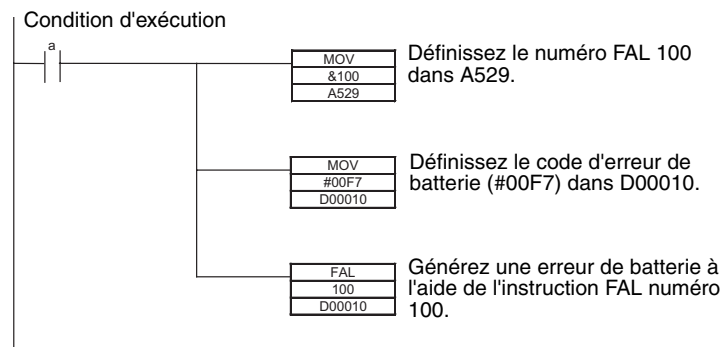 Condition d'exécution
a
MOV
&100
A529
Définissez le numéro FAL 100
dans A529.
MOV
#00F7
D00010
Définissez le code d'erreur de
batterie (#00F7) dans D00010.
FAL
100
D00010
Générez une erreur de batterie à
l'aide de l'instruction FAL numéro
100.